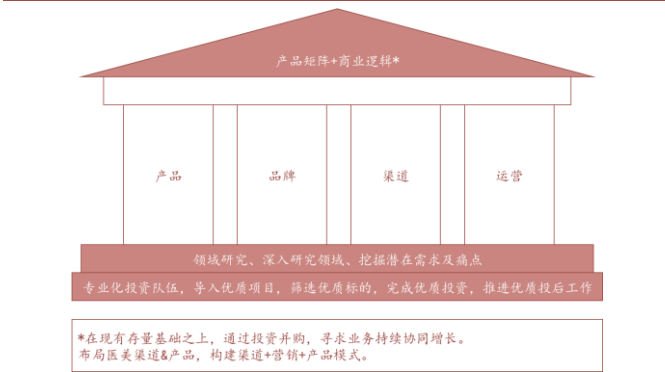 产品矩阵+商业逻辑*
产品
品牌
渠道
运营
领域研究、深入研究领域、挖掘潜在需求及痛点
专业化投资队伍，导入优质项目，筛选优质标的，完成优质投资，推进优质投后工作
*在现有存量基础之上，通过投资并购，寻求业务持续协同增长。
布局医美渠道&产品，构建渠道+营销+产品模式。